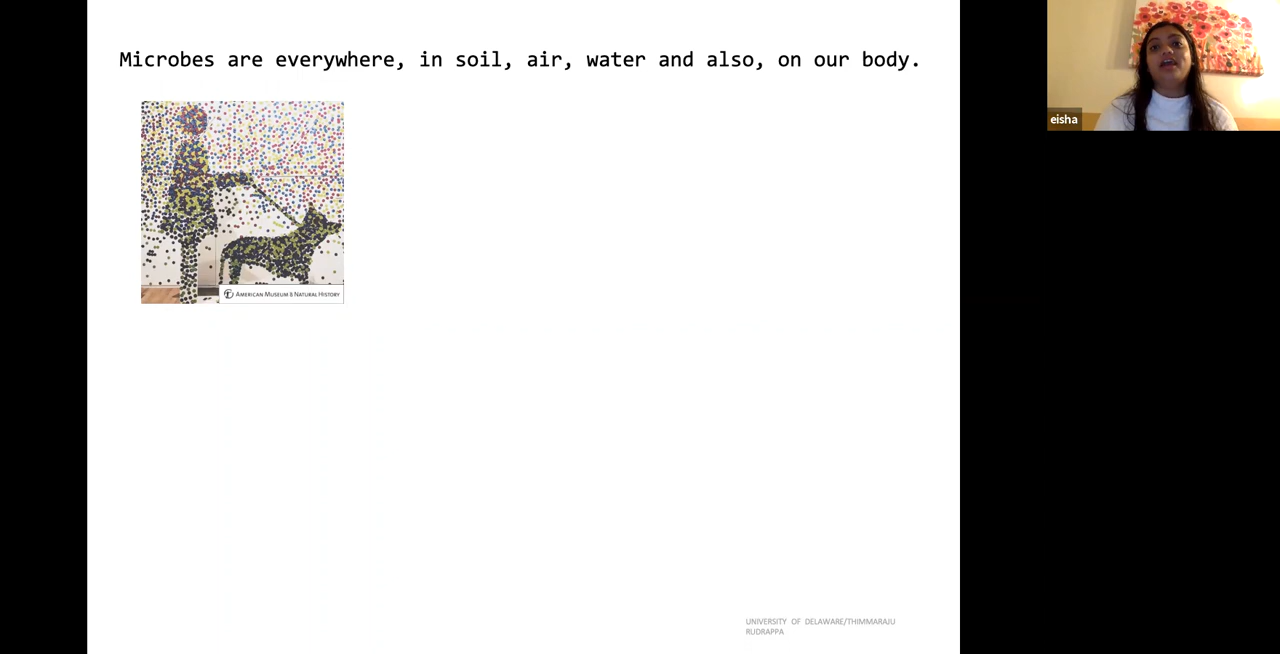 Microbes are everywhere, in soil, air, water and also, on our body.
eisha
AMERICAN MUSEUM & NATURAL HISTORY
UNIVERSITY OF DELAWARE/THIMMARAJU
RUDRAPPA